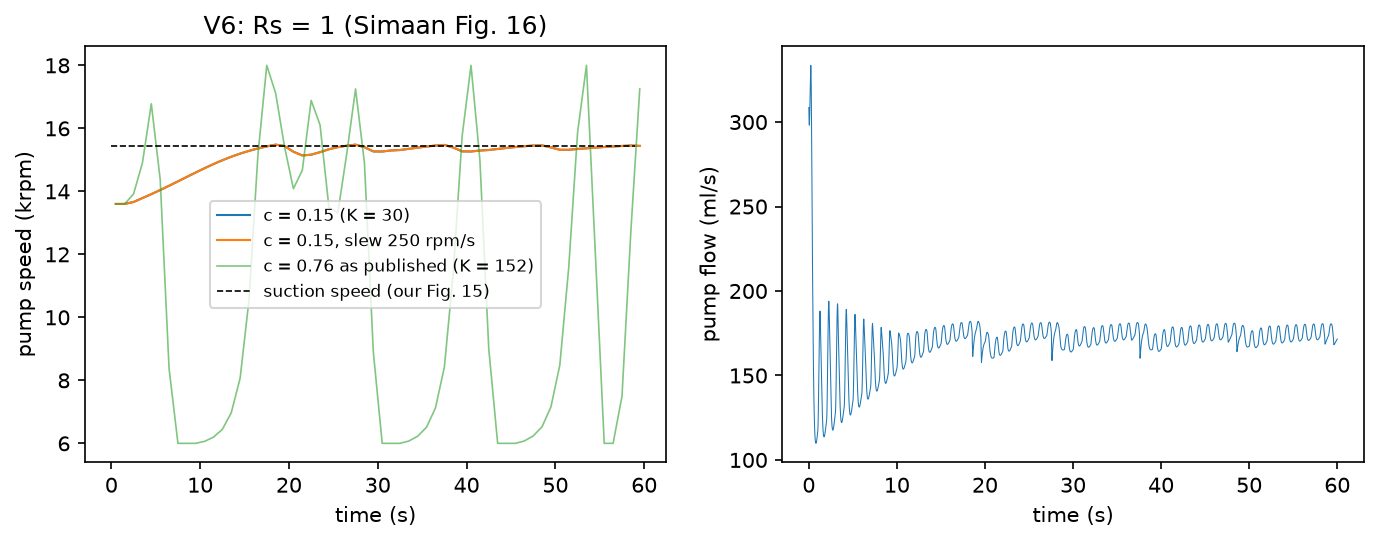 V6: Rs = 1 (Simaan Fig. 16)
pump speed (krpm)
18
16
14
12
10
8
6
c = 0.15 (K = 30)
c = 0.15, slew 250 rpm/s
c = 0.76 as published (K = 152)
suction speed (our Fig. 15)
0
10
20
30
40
50
60
time (s)
pump flow (ml/s)
300
250
200
150
100
0
10
20
30
40
50
60
time (s)